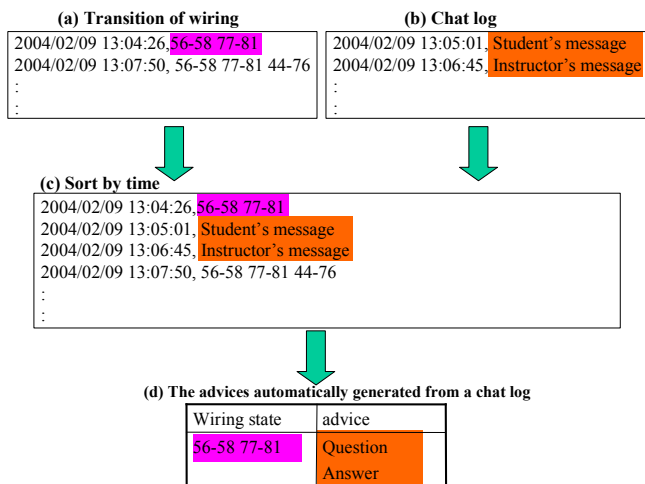 (a) Transition of wiring
2004/02/09 13:04:26,56-58 77-81
2004/02/09 13:07:50, 56-58 77-81 44-76
:
:
(b) Chat log
2004/02/09 13:05:01, Student's message
2004/02/09 13:06:45, Instructor's message
:
:
(c) Sort by time
2004/02/09 13:04:26,56-58 77-81
2004/02/09 13:05:01, Student's message
2004/02/09 13:06:45, Instructor's message
2004/02/09 13:07:50, 56-58 77-81 44-76
:
:
(d) The advices automatically generated from a chat log
Wiring state advice
56-58 77-81 Question
Answer